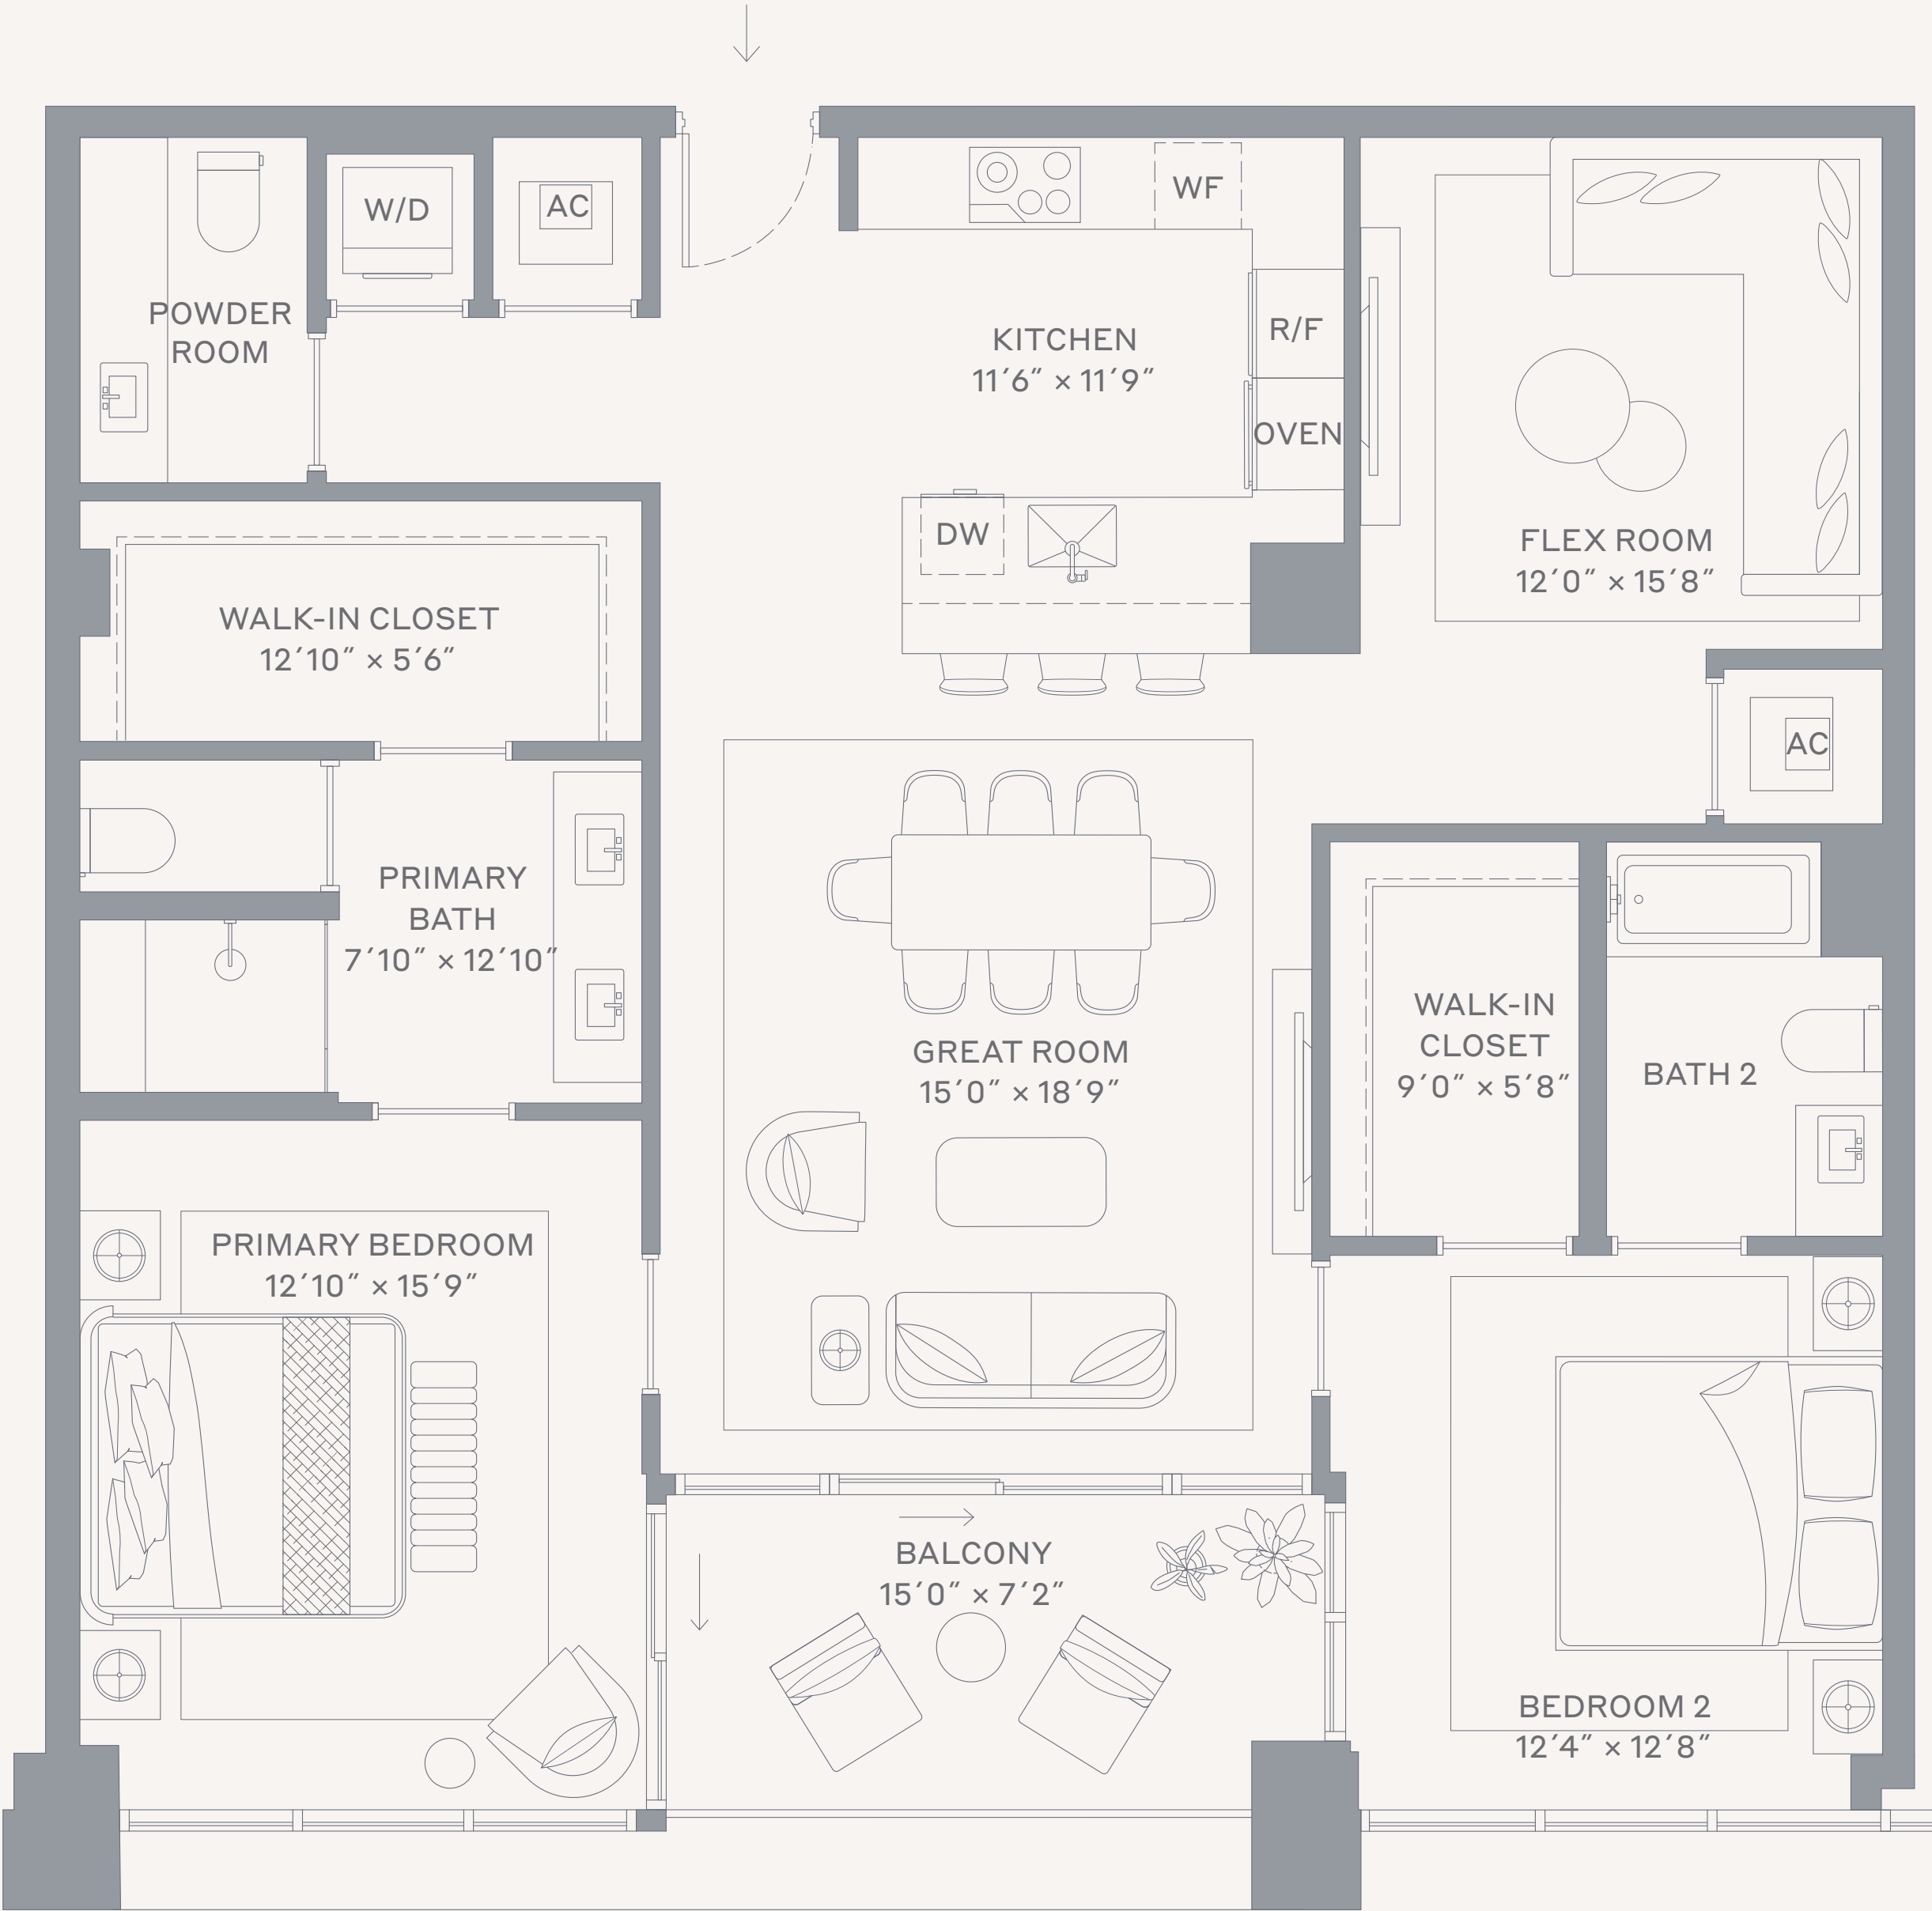 W/D
AC
WF
POWDER
ROOM
KITCHEN
11′6″ × 11′9″
R/F
OVEN
DW
FLEX ROOM
12′0″ × 15′8″
WALK-IN CLOSET
12′10″ × 5′6″
AC
PRIMARY
BATH
7′10″ × 12′10″
GREAT ROOM
15′0″ × 18′9″
WALK-IN
CLOSET
9′0″ × 5′8″
BATH 2
PRIMARY BEDROOM
12′10″ × 15′9″
BALCONY
15′0″ × 7′2″
BEDROOM 2
12′4″ × 12′8″